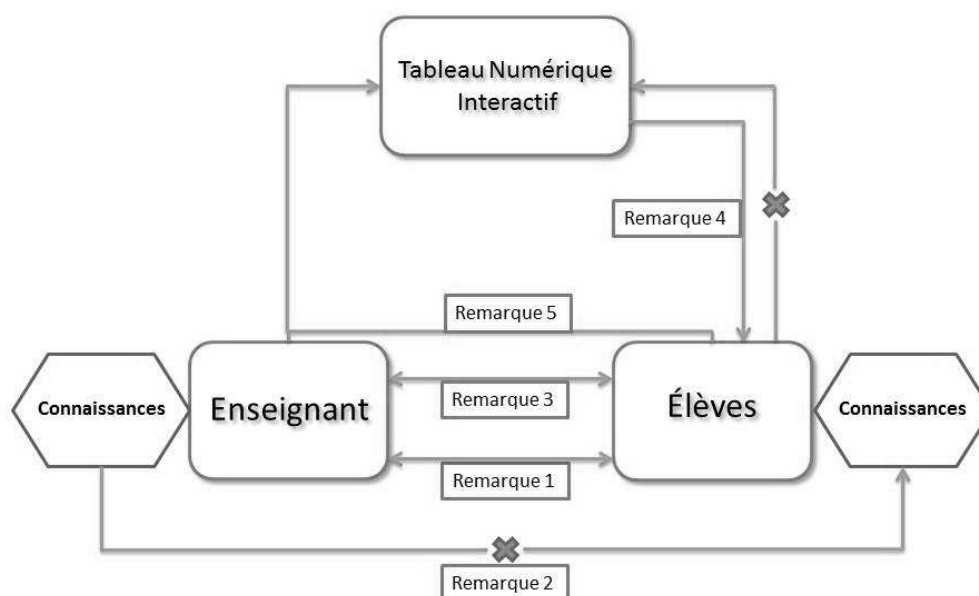 Tableau Numérique
Interactif
Remarque 4
Remarque 5
Connaissances
Enseignant
Remarque 3
Élèves
Connaissances
Remarque 1
Remarque 2